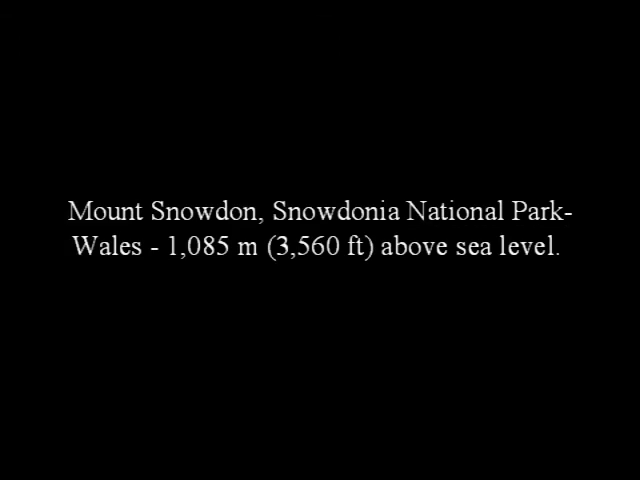 Mount Snowdon, Snowdonia National Park-
Wales - 1,085 m (3,560 ft) above sea level.